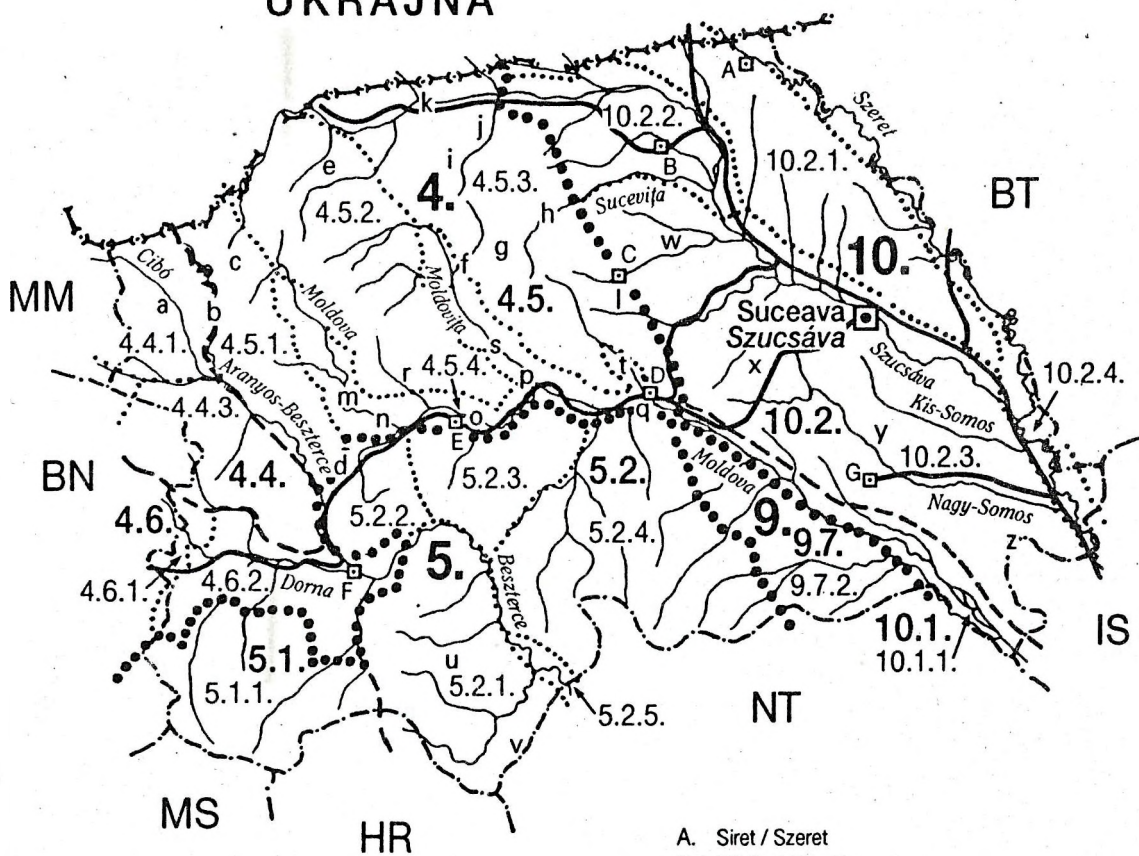 UKRAJNA
A
k
10.2.2.
Szeret
j
B
10.2.1.
e
i
4.
4.5.3.
BT
4.5.2.
h
Suceviţa
10.
Cibó
c
g
C
w
f
MM
a
b
4.5.
l
4.4.1.
Moldova
Moldoviţa
Suceava
Szucsáva
4.5.1.
s
Aranyos-Beszterce
r
4.5.4.
p
t
x
Szucsáva
10.2.4.
4.4.3.
m
D
Kis-Somos
n
o
E
q
10.2.
y
BN
4.4.
d
5.2.
Moldova
G
10.2.3.
4.6.
5.2.3.
Nagy-Somos
5.2.2.
9.
5.2.4.
9.7.
z
4.6.1.
4.6.2.
Dorna
F
5.
Beszterce
9.7.2.
10.1.
IS
5.1.
10.1.1.
5.1.1.
u
5.2.1.
5.2.5.
NT
v
MS
HR
A. Siret / Szeret